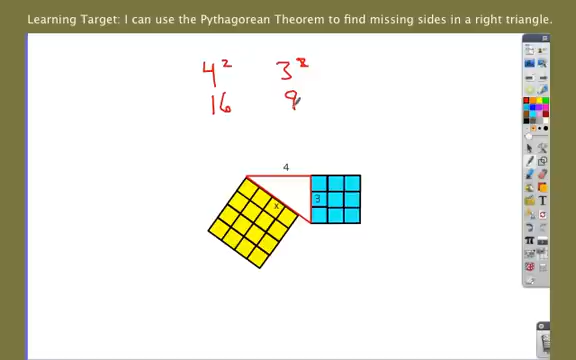 Learning Target: I can use the Pythagorean Theorem to find missing sides in a right triangle.
4² 3²
16 9
4
x 3